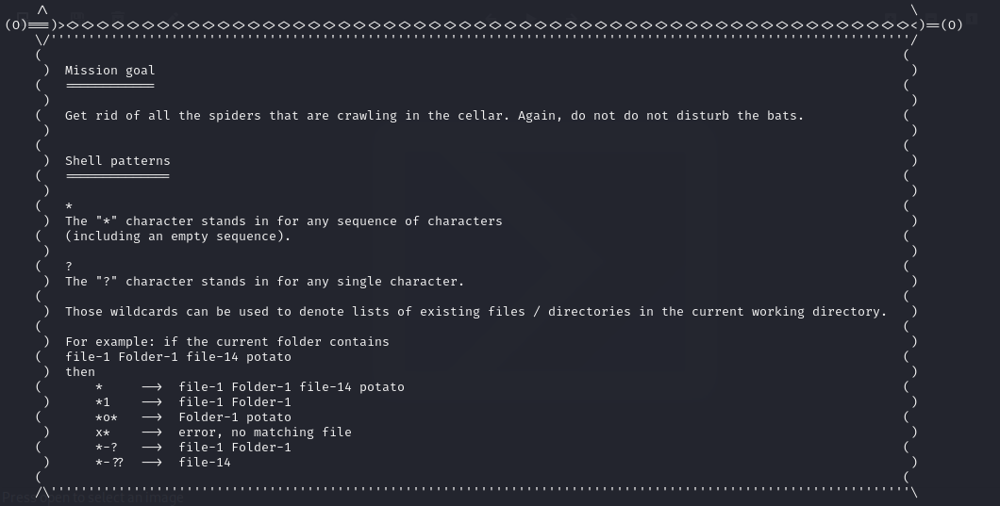 Mission goal
============
Get rid of all the spiders that are crawling in the cellar. Again, do not do not disturb the bats.
Shell patterns
==============
*
The "*" character stands in for any sequence of characters
(including an empty sequence).
?
The "?" character stands in for any single character.
Those wildcards can be used to denote lists of existing files / directories in the current working directory.
For example: if the current folder contains
file-1 Folder-1 file-14 potato
then
* --> file-1 Folder-1 file-14 potato
*1 --> file-1 Folder-1
*o* --> Folder-1 potato
x* --> error, no matching file
*-? --> file-1 Folder-1
*-?? --> file-14
Press open to select an image